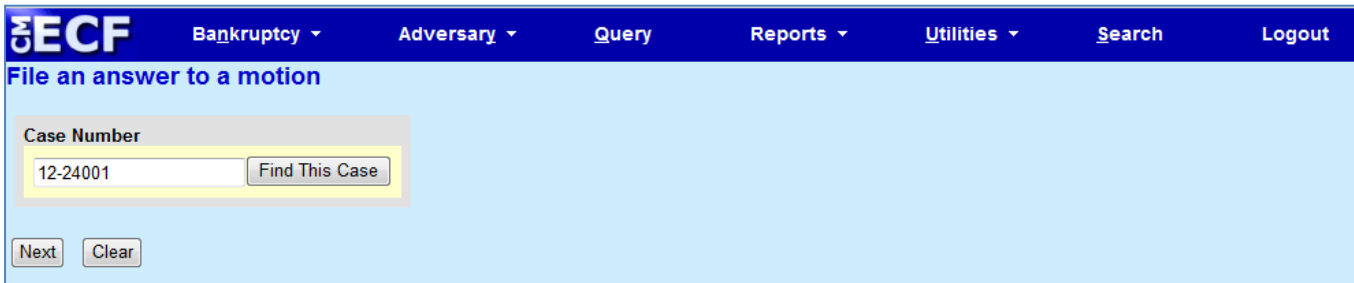 CM ECF Bankruptcy Adversary Query Reports Utilities Search Logout
File an answer to a motion
Case Number
12-24001 Find This Case
Next Clear